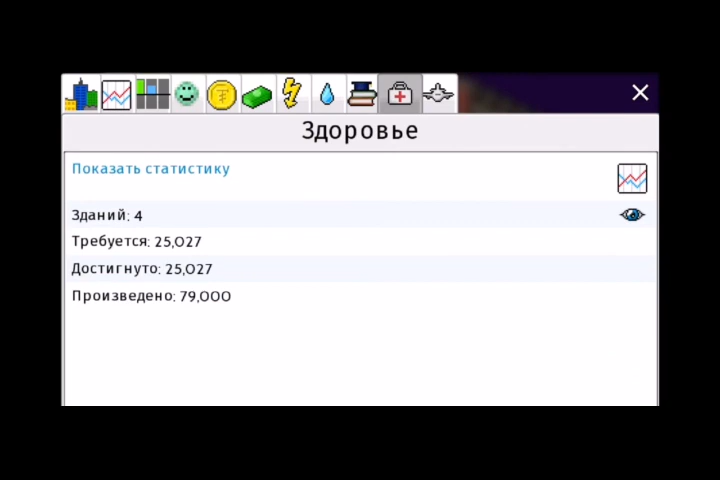 Здоровье
Показать статистику
Зданий: 4
Требуется: 25,027
Достигнуто: 25,027
Произведено: 79,000